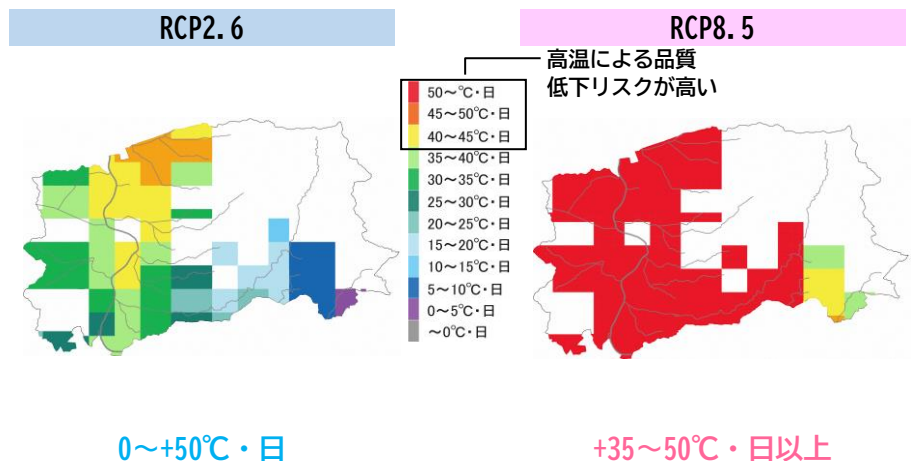 RCP2.6
RCP8.5
高温による品質
低下リスクが高い
50～℃・日
45～50℃・日
40～45℃・日
35～40℃・日
30～35℃・日
25～30℃・日
20～25℃・日
15～20℃・日
10～15℃・日
5～10℃・日
0～5℃・日
～0℃・日
0～+50℃・日
+35～50℃・日以上